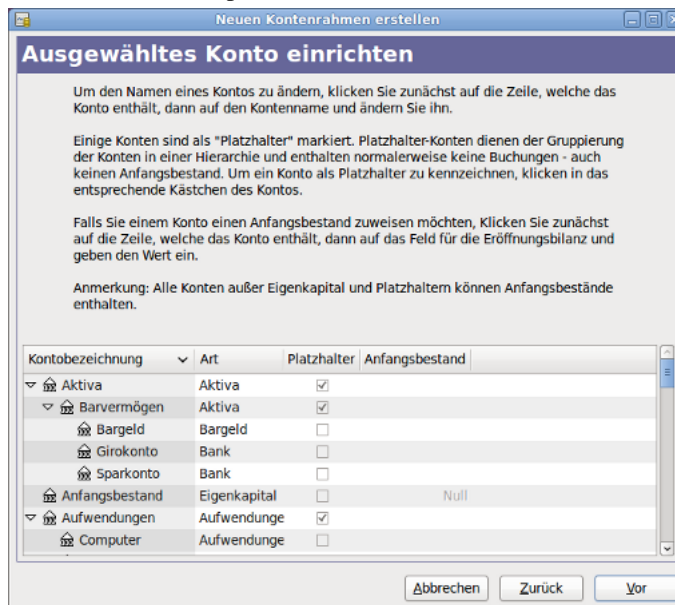 Neuen Kontenrahmen erstellen
Ausgewähltes Konto einrichten
Um den Namen eines Kontos zu ändern, klicken Sie zunächst auf die Zeile, welche das
Konto enthält, dann auf den Kontenname und ändern Sie ihn.
Einige Konten sind als "Platzhalter" markiert. Platzhalter-Konten dienen der Gruppierung
der Konten in einer Hierarchie und enthalten normalerweise keine Buchungen - auch
keinen Anfangsbestand. Um ein Konto als Platzhalter zu kennzeichnen, klicken in das
entsprechende Kästchen des Kontos.
Falls Sie einem Konto einen Anfangsbestand zuweisen möchten, Klicken Sie zunächst
auf die Zeile, welche das Konto enthält, dann auf das Feld für die Eröffnungsbilanz und
geben den Wert ein.
Anmerkung: Alle Konten außer Eigenkapital und Platzhaltern können Anfangsbestände
enthalten.
Kontobezeichnung Art Platzhalter Anfangsbestand
Aktiva Aktiva
Barvermögen Aktiva
Bargeld Bargeld
Girokonto Bank
Sparkonto Bank
Anfangsbestand Eigenkapital Null
Aufwendungen Aufwendunge
Computer Aufwendunge
Abbrechen Zurück Vor